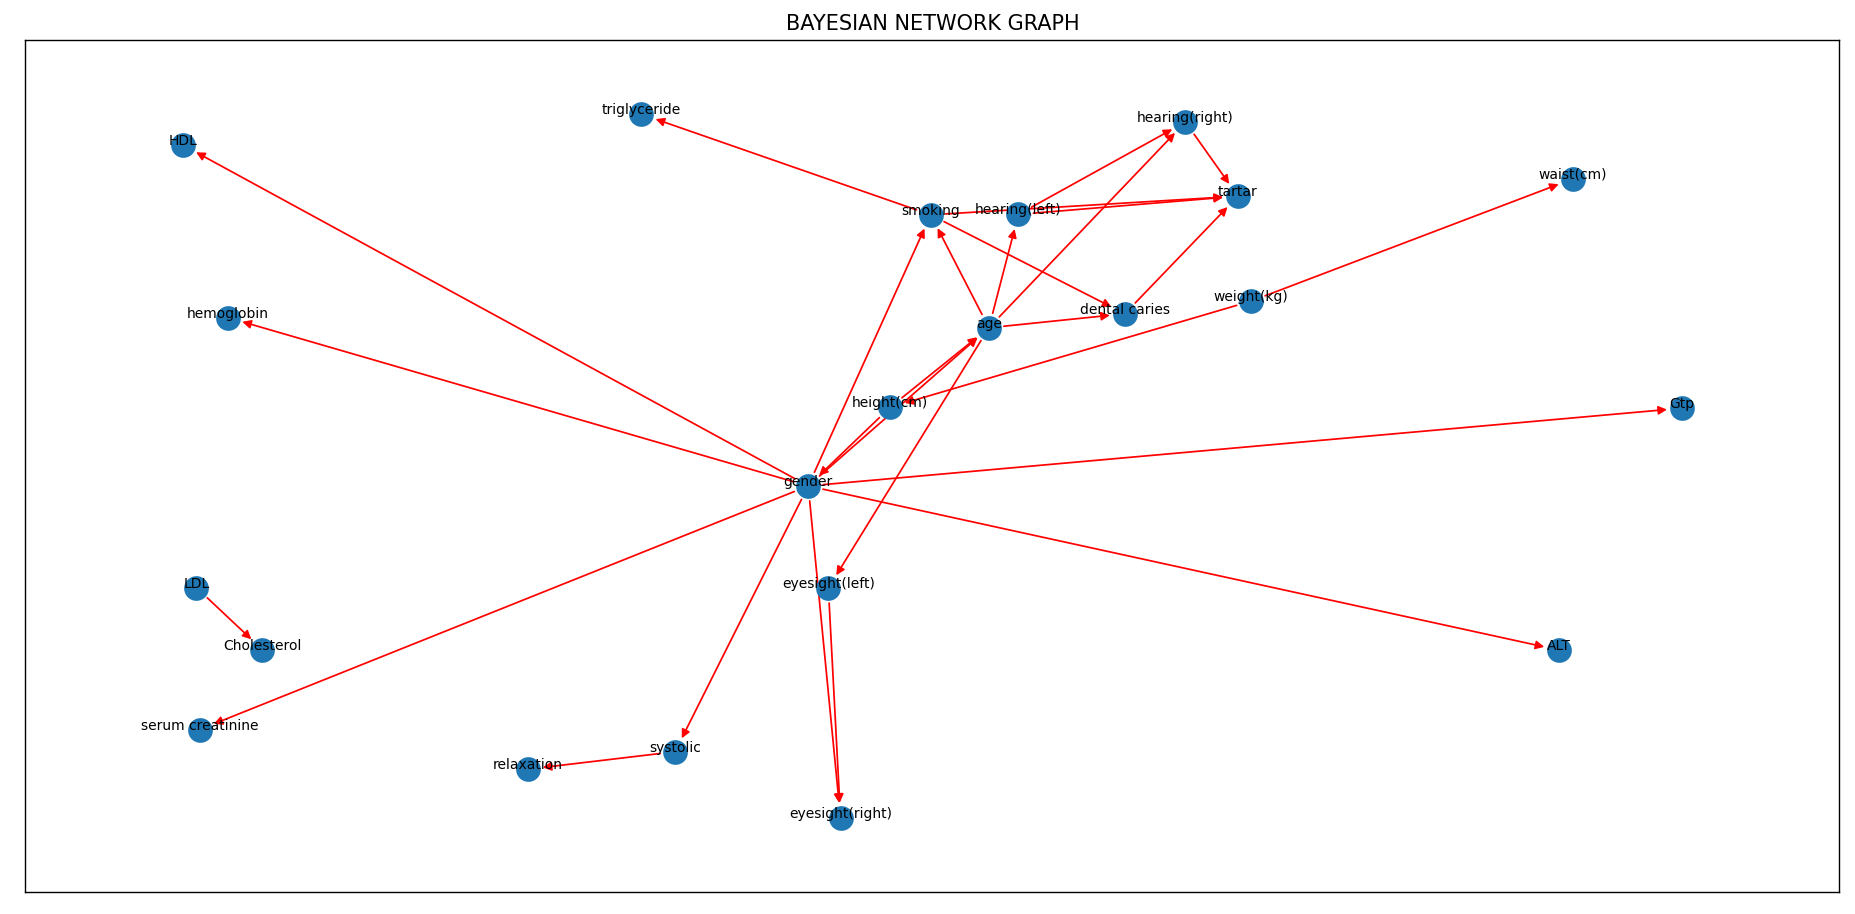 BAYESIAN NETWORK GRAPH
triglyceride
hearing(right)
HDL
waist(cm)
tartar
smoking
hearing(left)
weight(kg)
hemoglobin
dental caries
age
height(cm)
Gtp
gender
LDL
eyesight(left)
Cholesterol
ALT
serum creatinine
systolic
relaxation
eyesight(right)